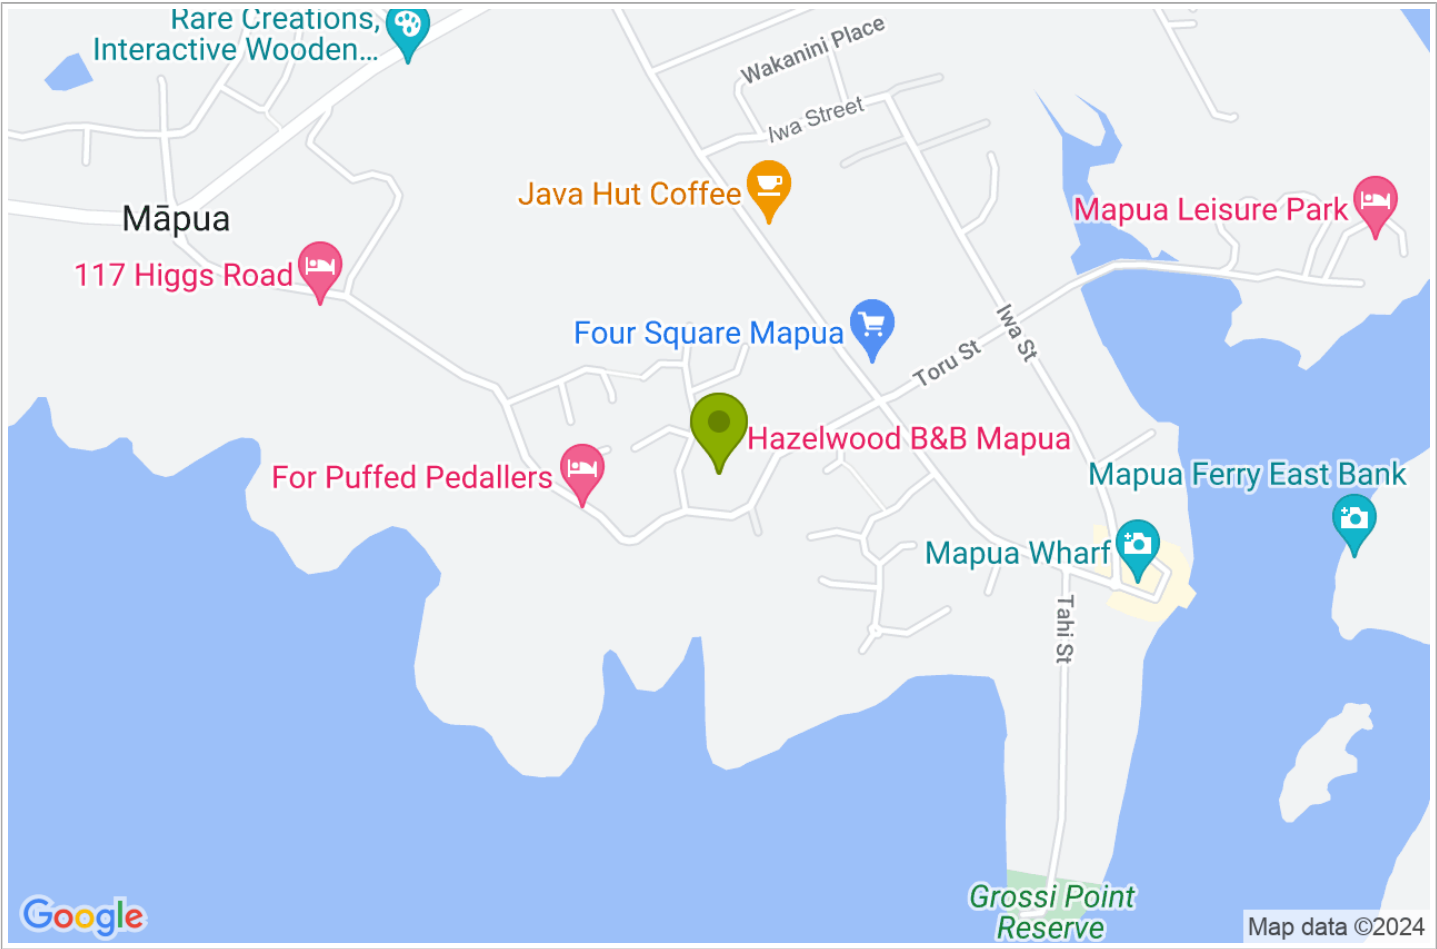 Rare Creations,
Interactive Wooden...
Wakanini Place
Iwa Street
Java Hut Coffee
Māpua
Mapua Leisure Park
117 Higgs Road
Four Square Mapua
Iwa St
Toru St
Hazelwood B&B Mapua
For Puffed Pedallers
Mapua Ferry East Bank
Mapua Wharf
Tahi St
Grossi Point
Reserve
Google
Map data ©2024